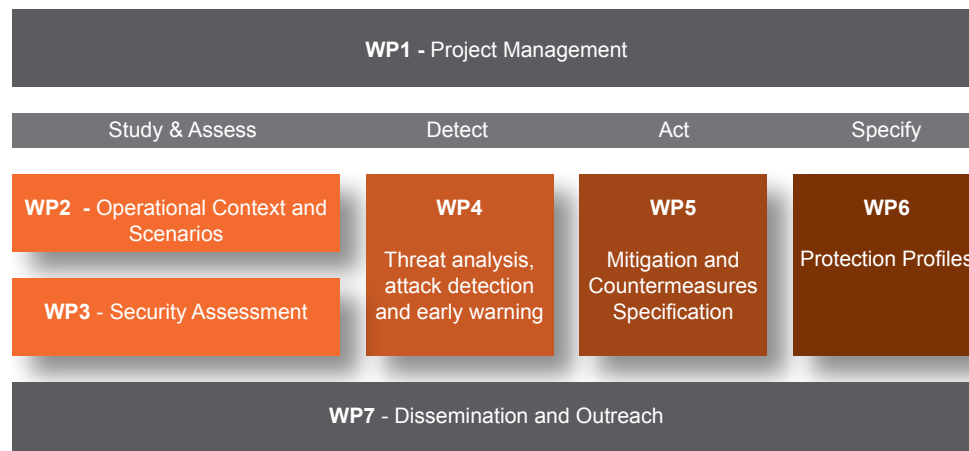 WP1 - Project Management
Study & Assess
Detect
Act
Specify
WP2 - Operational Context and
Scenarios
WP3 - Security Assessment
WP4
Threat analysis,
attack detection
and early warning
WP5
Mitigation and
Countermeasures
Specification
WP6
Protection Profiles
WP7 - Dissemination and Outreach